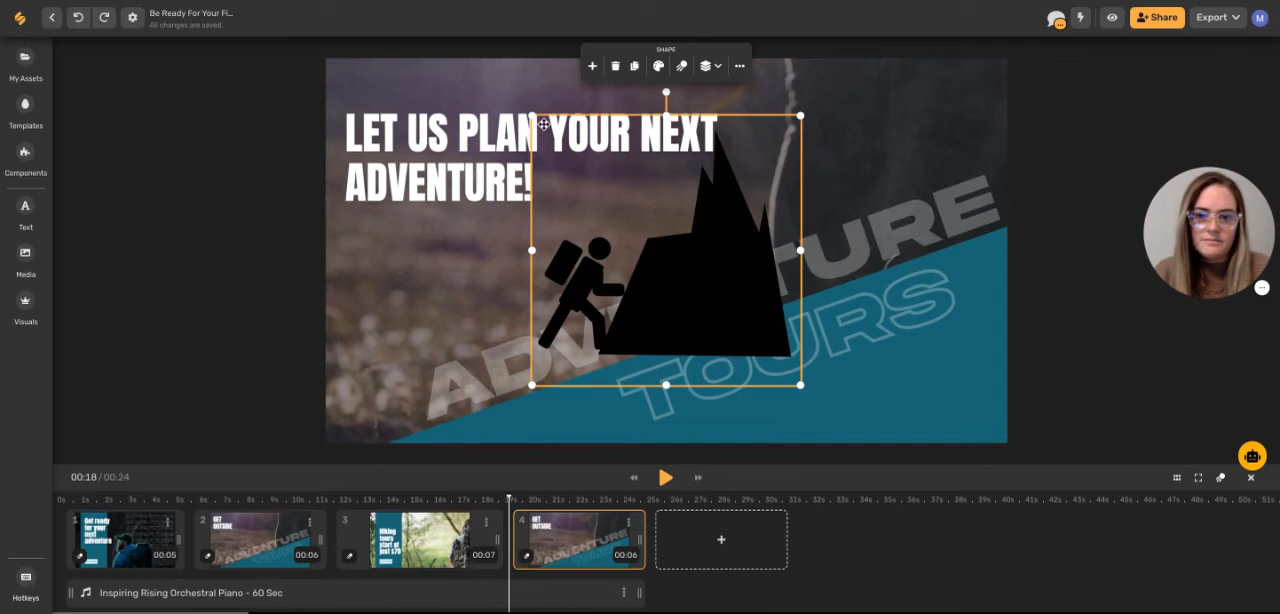 Be Ready For Your Fi...
All changes are saved.
Share
Export
M
My Assets
Templates
Components
Text
Media
Visuals
Hotkeys
SHAPE
LET US PLAN YOUR NEXT
ADVENTURE!
ADVENTURE
TOURS
00:18 / 00:24
0s 1s 2s 3s 4s 5s 6s 7s 8s 9s 10s 11s 12s 13s 14s 15s 16s 17s 18s 19s 20s 21s 22s 23s 24s 25s 26s 27s 28s 29s 30s 31s 32s 33s 34s 35s 36s 37s 38s 39s 40s 41s 42s 43s 44s 45s 46s 47s 48s 49s 50s 51s
1
Get ready
for your
next
adventure
00:05
2
GET
OUTSIDE
ADVENTURE
00:06
3
Hiking
tours
start at
just $70
00:07
4
GET
OUTSIDE
ADVENTURE
00:06
Inspiring Rising Orchestral Piano - 60 Sec